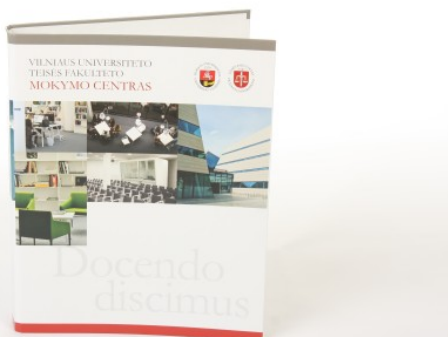 VILNIAUS UNIVERSITETO
TEISĖS FAKULTETO
MOKYMO CENTRAS
Docendo
discimus